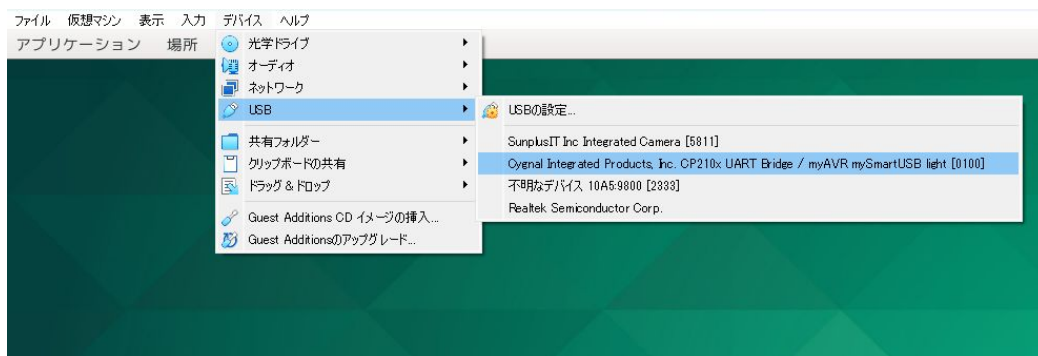 ファイル 仮想マシン 表示 入力 デバイス ヘルプ
アプリケーション 場所
光学ドライブ
オーディオ
ネットワーク
USB
共有フォルダー
クリップボードの共有
ドラッグ & ドロップ
Guest Additions CD イメージの挿入...
Guest Additionsのアップグレード...
USBの設定...
SunplusIT Inc Integrated Camera [5811]
Cygnal Integrated Products, Inc. CP210x UART Bridge / myAVR mySmartUSB light [0100]
不明なデバイス 10A5:9800 [2333]
Realtek Semiconductor Corp.